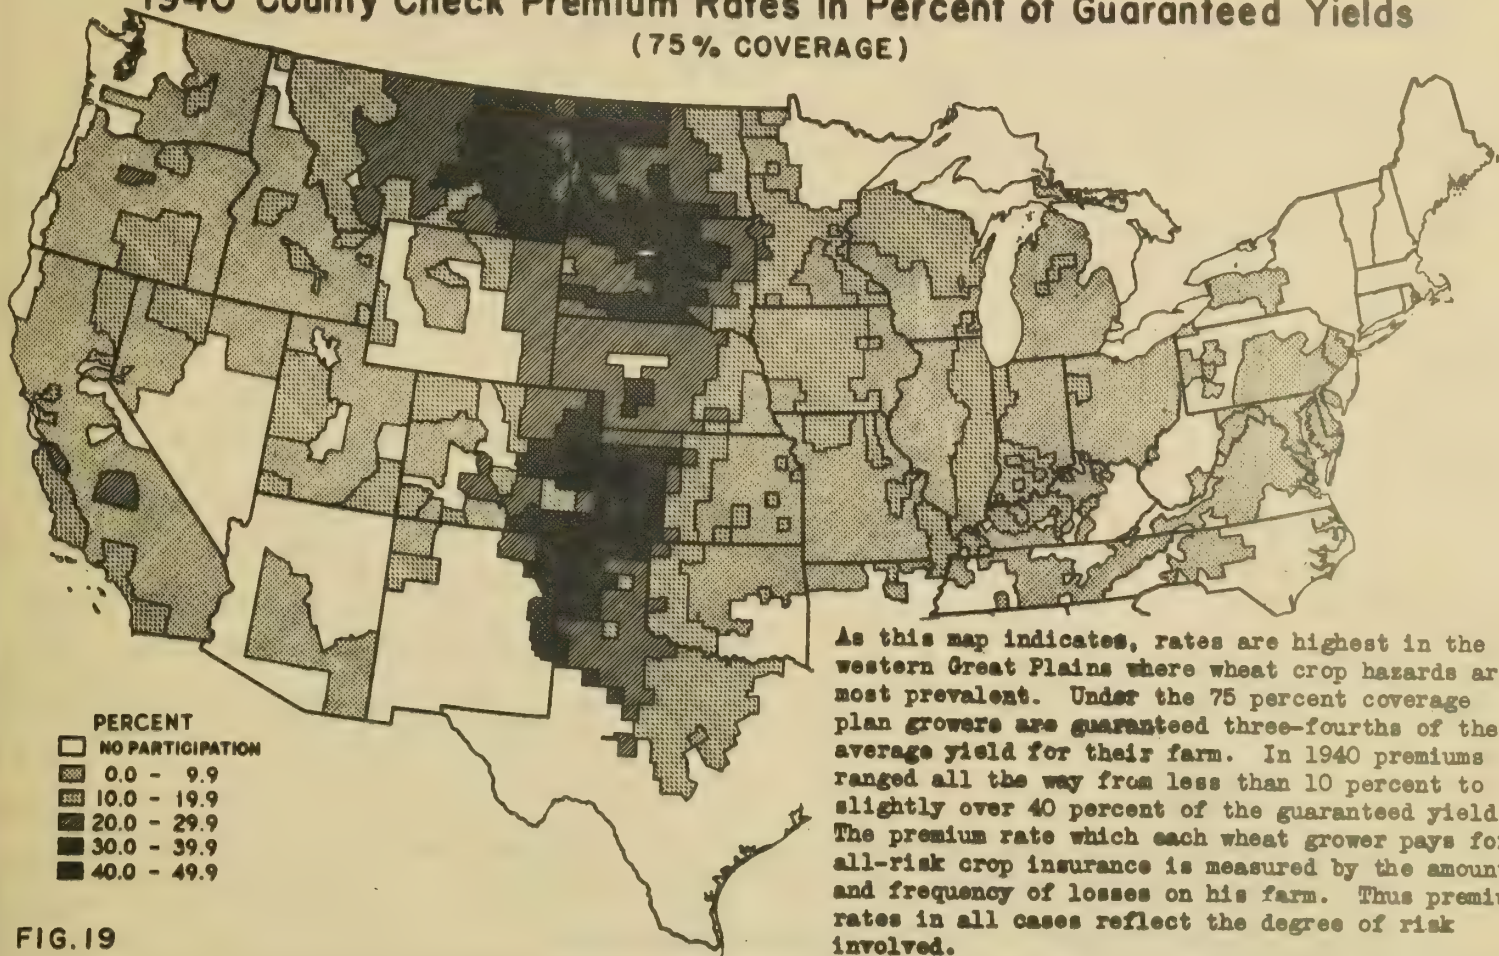 1940 County Check Premium Rates in Percent of Guaranteed Yields
(75% COVERAGE)
As this map indicates, rates are highest in the
western Great Plains where wheat crop hazards ar
most prevalent. Under the 75 percent coverage
plan growers are guaranteed three-fourths of the
average yield for their farm. In 1940 premiums
ranged all the way from less than 10 percent to
slightly over 40 percent of the guaranteed yield
The premium rate which each wheat grower pays fo
all-risk crop insurance is measured by the amoun
and frequency of losses on his farm. Thus premi
rates in all cases reflect the degree of risk
involved.
PERCENT
NO PARTICIPATION
0.0 - 9.9
10.0 - 19.9
20.0 - 29.9
30.0 - 39.9
40.0 - 49.9
FIG.19